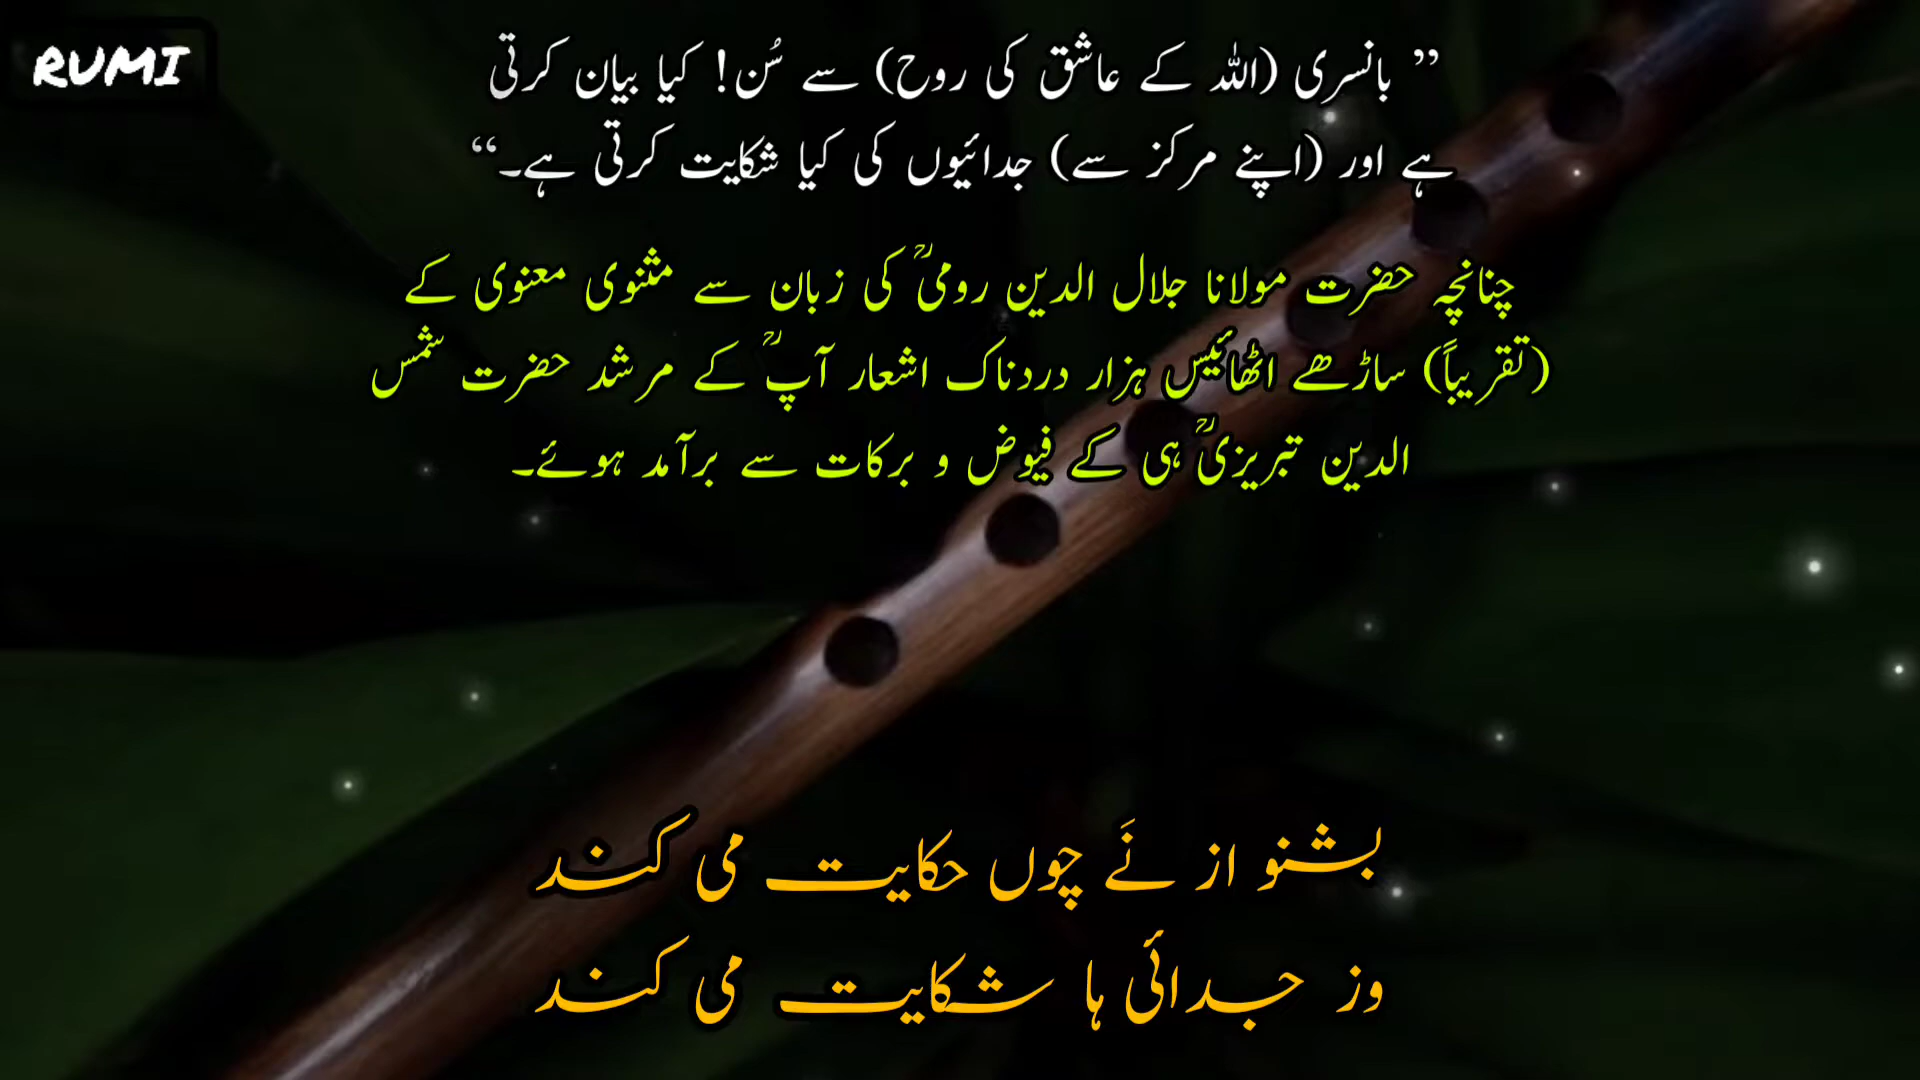 RUMI
” بانسری (اللہ کے عاشق کی روح) سے سُن! کیا بیان کرتی
ہے اور (اپنے مرکز سے) جدائیوں کی کیا شکایت کرتی ہے۔“
چنانچہ حضرت مولانا جلال الدین رومیؒ کی زبان سے مثنوی معنوی کے
(تقریباً) ساڑھے اٹھائیس ہزار دردناک اشعار آپؒ کے مرشد حضرت شمس
الدین تبریزیؒ ہی کے فیوض و برکات سے برآمد ہوئے۔
بشنو از نَے چوں حکایت می کند
وز جدائی ہا شکایت می کند